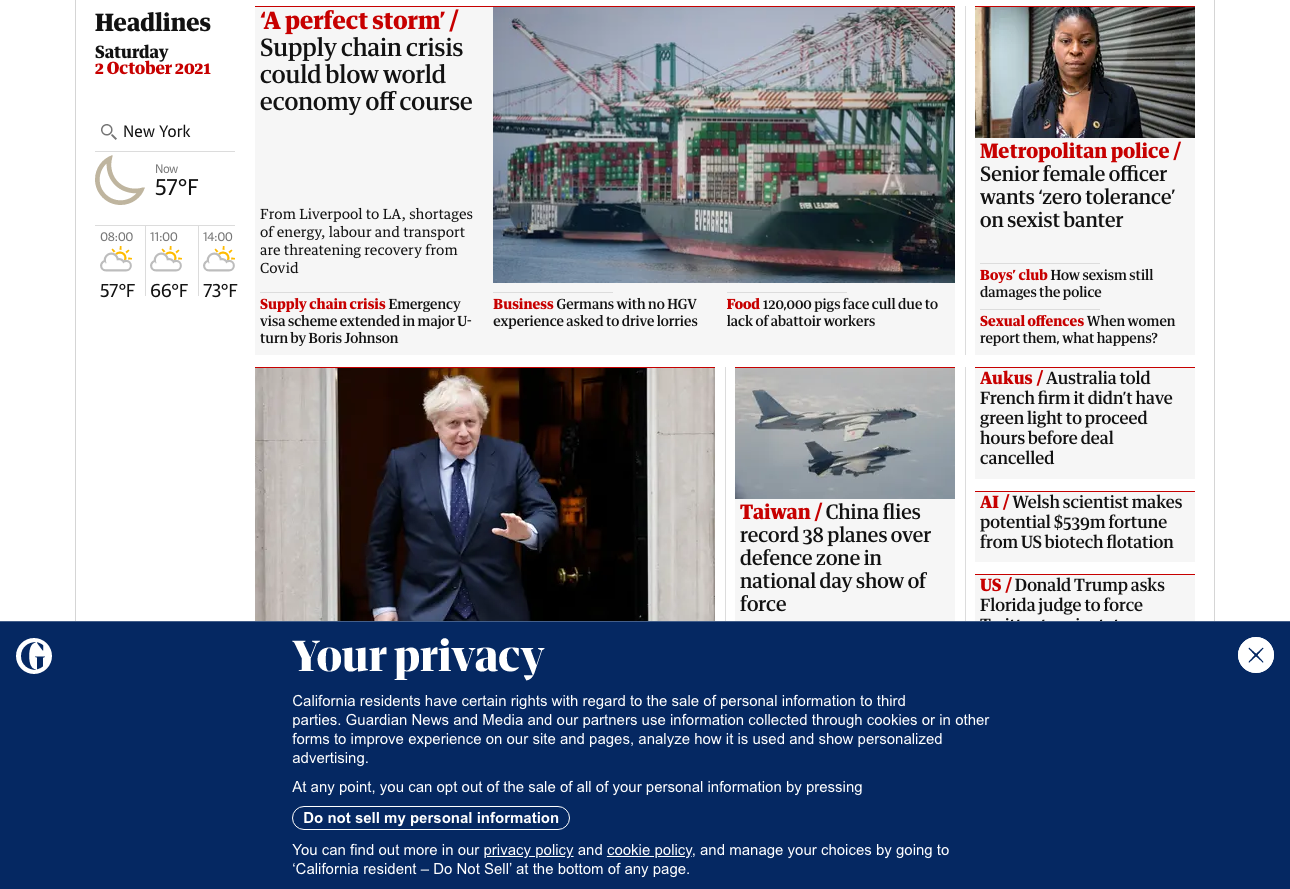 Headlines
Saturday
2 October 2021
New York
Now
57°F
08:00
11:00
14:00
57°F
66°F
73°F
‘A perfect storm’ /
Supply chain crisis
could blow world
economy off course
From Liverpool to LA, shortages
of energy, labour and transport
are threatening recovery from
Covid
EVER LEADING
EVERGREEN
EVERGREEN
Supply chain crisis Emergency
visa scheme extended in major U-
turn by Boris Johnson
Business Germans with no HGV
experience asked to drive lorries
Food 120,000 pigs face cull due to
lack of abattoir workers
Metropolitan police /
Senior female officer
wants ‘zero tolerance’
on sexist banter
Boys’ club How sexism still
damages the police
Sexual offences When women
report them, what happens?
Taiwan / China flies
record 38 planes over
defence zone in
national day show of
force
Aukus / Australia told
French firm it didn’t have
green light to proceed
hours before deal
cancelled
AI / Welsh scientist makes
potential $539m fortune
from US biotech flotation
US / Donald Trump asks
Florida judge to force
Your privacy
California residents have certain rights with regard to the sale of personal information to third
parties. Guardian News and Media and our partners use information collected through cookies or in other
forms to improve experience on our site and pages, analyze how it is used and show personalized
advertising.
At any point, you can opt out of the sale of all of your personal information by pressing
Do not sell my personal information
You can find out more in our privacy policy and cookie policy, and manage your choices by going to
‘California resident – Do Not Sell’ at the bottom of any page.